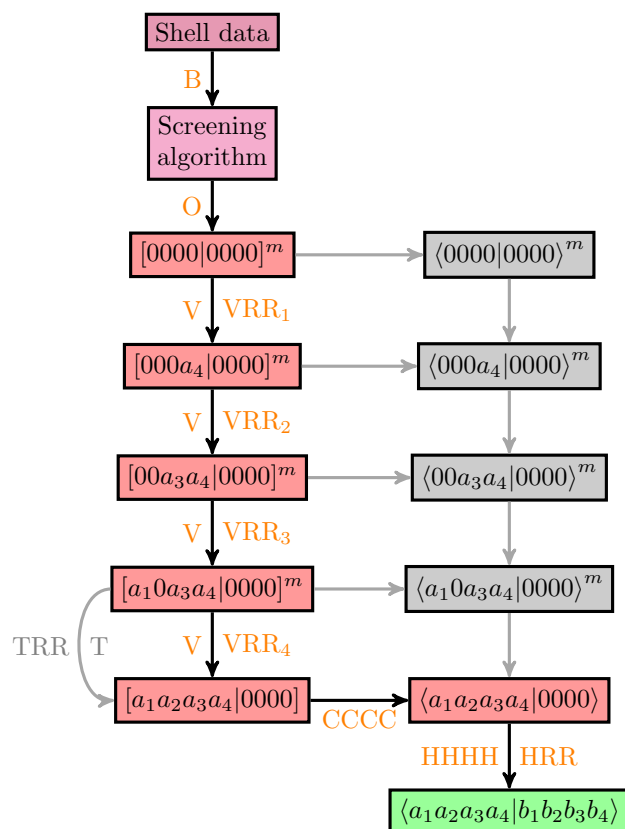 Shell data
B
Screening
algorithm
O
[0000|0000]ᵐ ⟨0000|0000⟩ᵐ
V VRR₁
[000a₄|0000]ᵐ ⟨000a₄|0000⟩ᵐ
V VRR₂
[00a₃a₄|0000]ᵐ ⟨00a₃a₄|0000⟩ᵐ
V VRR₃
[a₁0a₃a₄|0000]ᵐ ⟨a₁0a₃a₄|0000⟩ᵐ
TRR T V VRR₄
[a₁a₂a₃a₄|0000] ⟨a₁a₂a₃a₄|0000⟩
CCCC
HHHH HRR
⟨a₁a₂a₃a₄|b₁b₂b₃b₄⟩